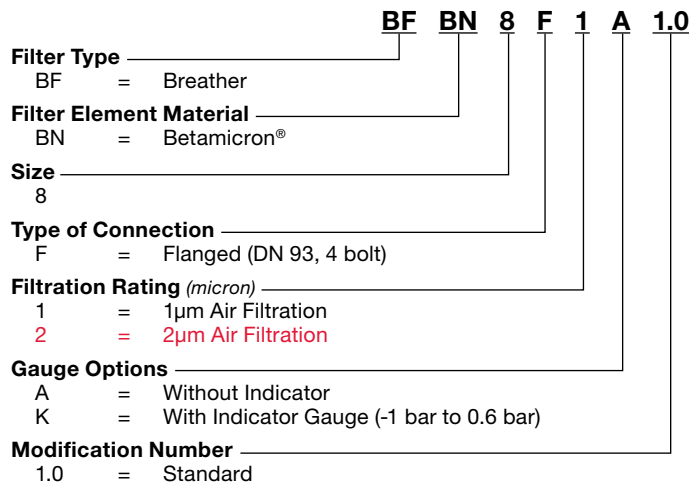 BF BN 8 F 1 A 1.0
Filter Type
BF = Breather
Filter Element Material
BN = Betamicron®
Size
8
Type of Connection
F = Flanged (DN 93, 4 bolt)
Filtration Rating (micron)
1 = 1µm Air Filtration
2 = 2µm Air Filtration
Gauge Options
A = Without Indicator
K = With Indicator Gauge (-1 bar to 0.6 bar)
Modification Number
1.0 = Standard